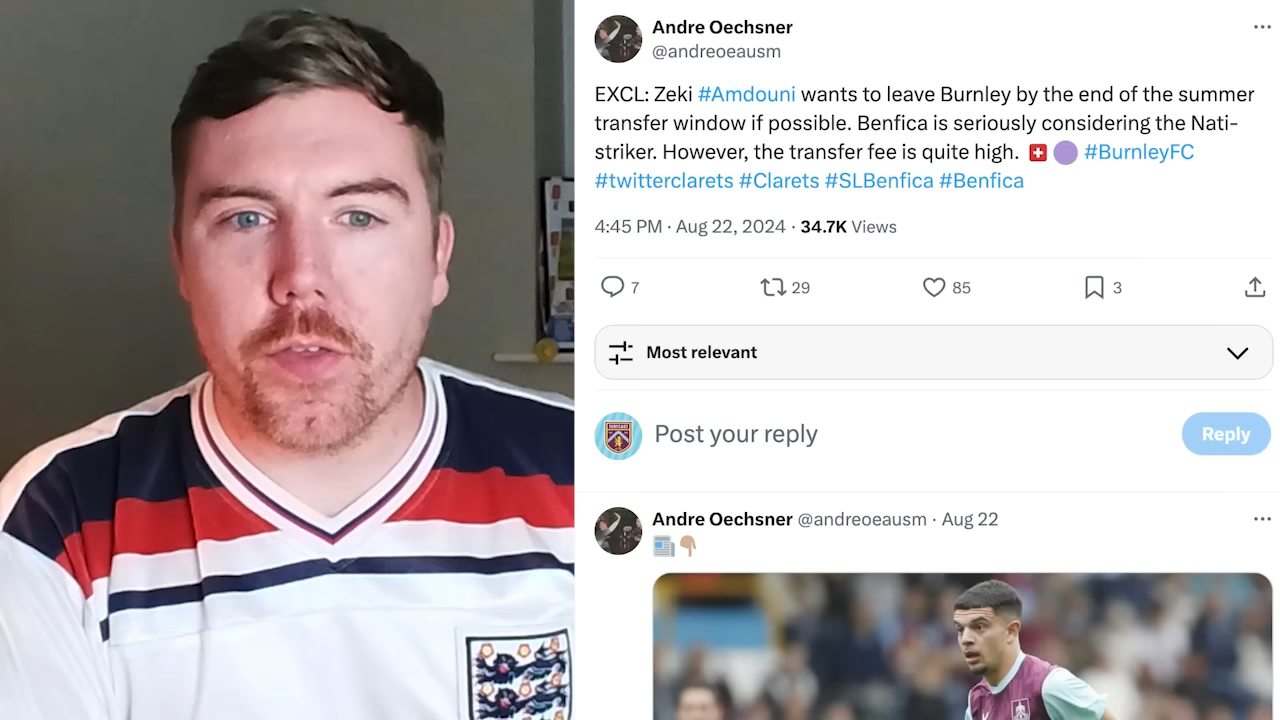 Andre Oechsner
@andreoeausm
EXCL: Zeki #Amdouni wants to leave Burnley by the end of the summer
transfer window if possible. Benfica is seriously considering the Nati-
striker. However, the transfer fee is quite high. 🇨🇭🟣 #BurnleyFC
#twitterclarets #Clarets #SLBenfica #Benfica
4:45 PM · Aug 22, 2024 · 34.7K Views
7 29 85 3
Most relevant
Post your reply
Reply
Andre Oechsner @andreoeausm · Aug 22
📰👇🏽